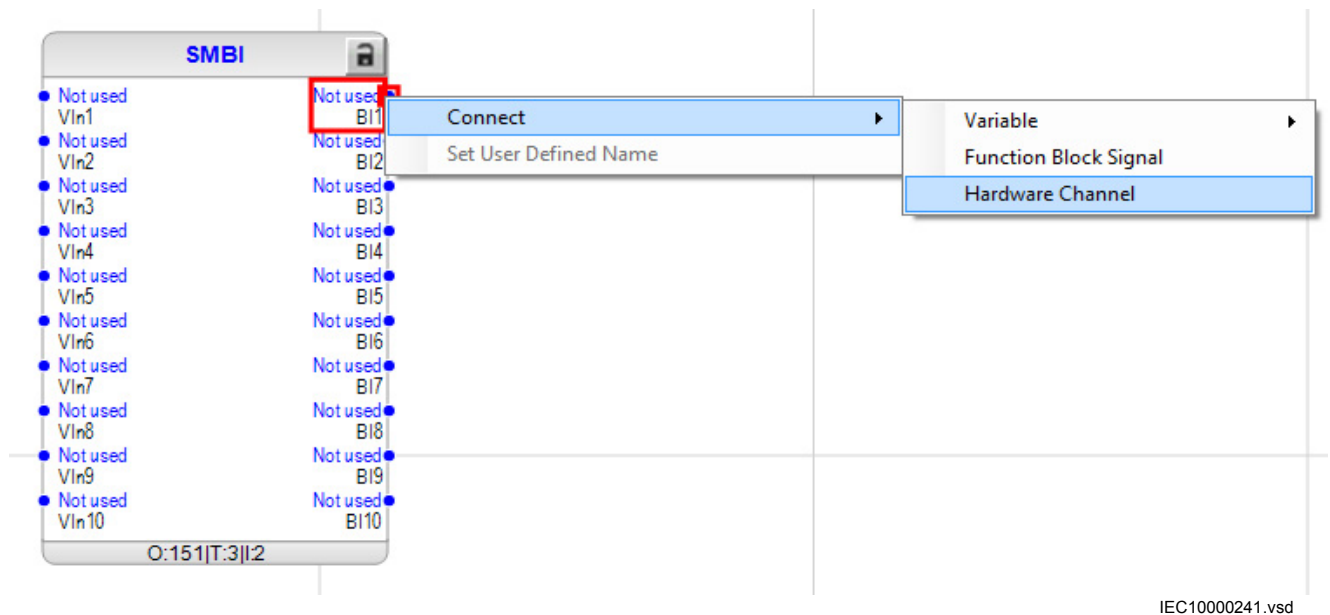 SMBI
Not used Not used
VIn1 BI1
Not used Not used
VIn2 BI2
Not used Not used
VIn3 BI3
Not used Not used
VIn4 BI4
Not used Not used
VIn5 BI5
Not used Not used
VIn6 BI6
Not used Not used
VIn7 BI7
Not used Not used
VIn8 BI8
Not used Not used
VIn9 BI9
Not used Not used
VIn10 BI10
O:151|T:3|I:2
Connect
Set User Defined Name
Variable
Function Block Signal
Hardware Channel
IEC10000241.vsd